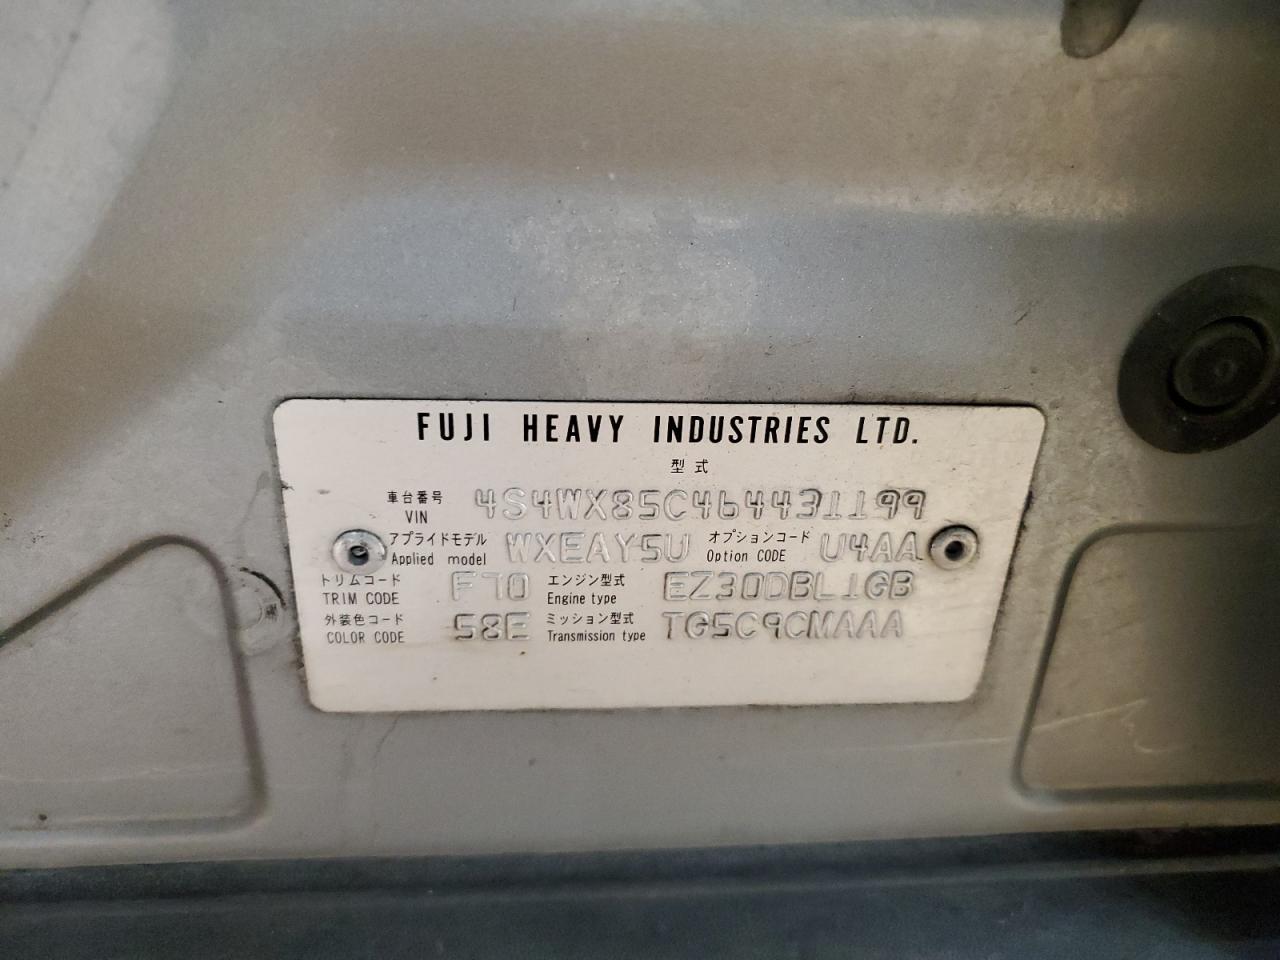 FUJI HEAVY INDUSTRIES LTD.
型式
車台番号 VIN 4S4WX85C464431199
アプライドモデル Applied model WXEAY5U オプションコード Option CODE U4AA
トリムコード TRIM CODE F70 エンジン型式 Engine type EZ30DBL1GB
外装色コード COLOR CODE 58E ミッション型式 Transmission type TG5C9CMAAA